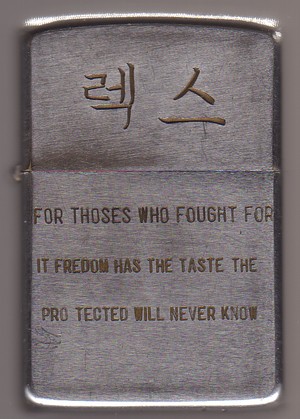 렉스
FOR THOSES WHO FOUGHT FOR
IT FREDOM HAS THE TASTE THE
PRO TECTED WILL NEVER KNOW